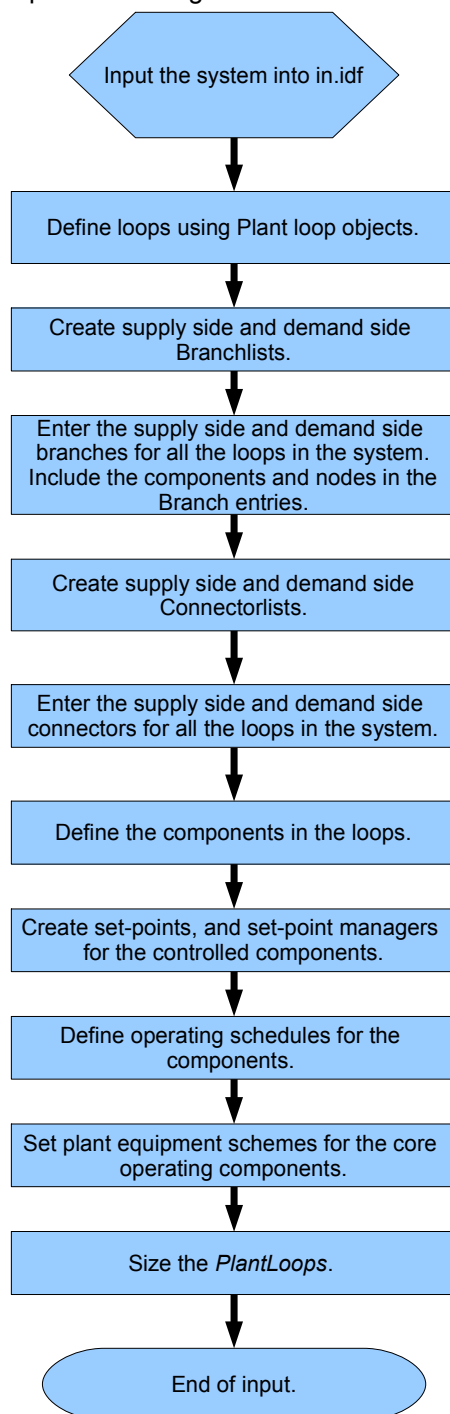 Input the system into in.idf
Define loops using Plant loop objects.
Create supply side and demand side
Branchlists.
Enter the supply side and demand side
branches for all the loops in the system.
Include the components and nodes in the
Branch entries.
Create supply side and demand side
Connectorlists.
Enter the supply side and demand side
connectors for all the loops in the system.
Define the components in the loops.
Create set-points, and set-point managers
for the controlled components.
Define operating schedules for the
components.
Set plant equipment schemes for the core
operating components.
Size the PlantLoops.
End of input.